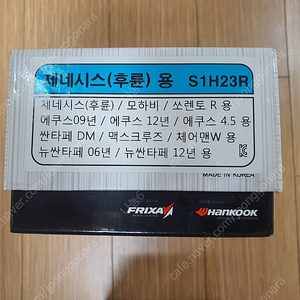 제네시스(후륜) 용 S1H23R
제네시스(후륜) / 모하비 / 쏘렌토 R 용
에쿠스09년 / 에쿠스 12년 / 에쿠스 4.5 용
싼타페 DM / 맥스크루즈 / 체어맨W 용
뉴싼타페 06년 / 뉴싼타페 12년 용
MADE IN KOREA
FRIXA
HANKOOK